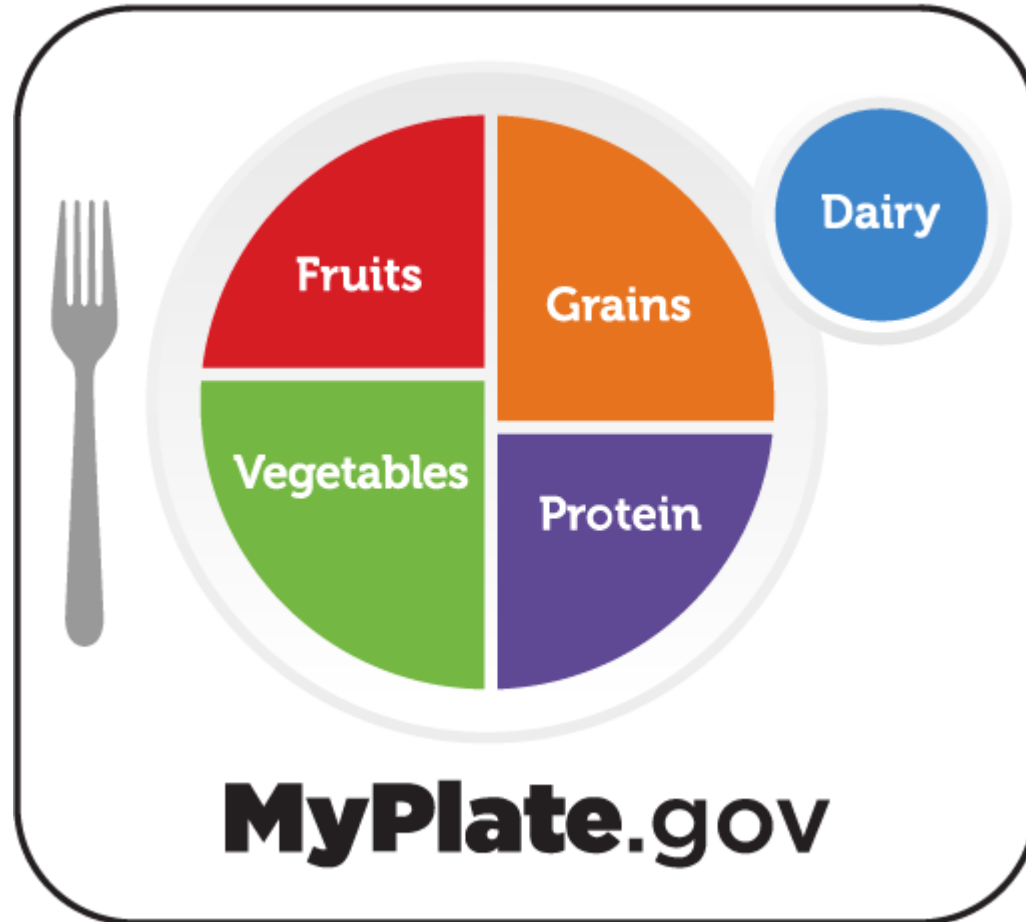 Fruits
Grains
Dairy
Vegetables
Protein
MyPlate.gov